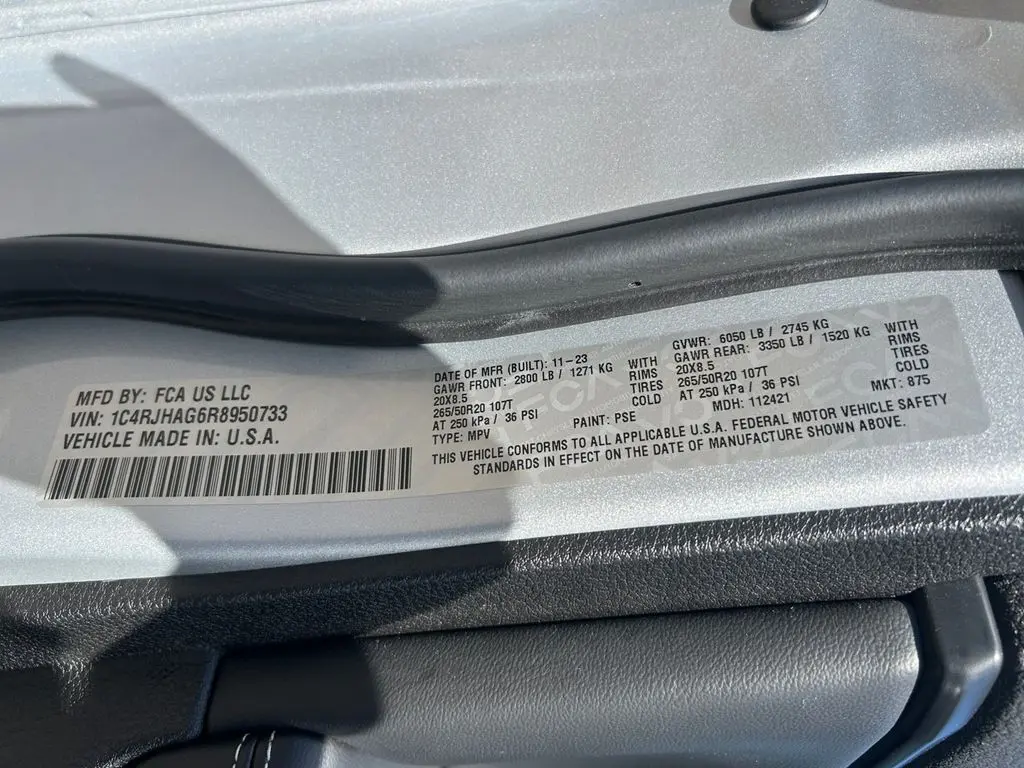 MFD BY: FCA US LLC
VIN: 1C4RJHAG6R8950733
VEHICLE MADE IN: U.S.A.
DATE OF MFR (BUILT): 11-23
GAWR FRONT: 2800 LB / 1271 KG WITH
20X8.5 RIMS
265/50R20 107T TIRES
AT 250 kPa / 36 PSI COLD
TYPE: MPV PAINT: PSE
GVWR: 6050 LB / 2745 KG
GAWR REAR: 3350 LB / 1520 KG WITH
20X8.5 RIMS
265/50R20 107T TIRES
AT 250 kPa / 36 PSI COLD
MDH: 112421 MKT: 875
THIS VEHICLE CONFORMS TO ALL APPLICABLE U.S.A. FEDERAL MOTOR VEHICLE SAFETY
STANDARDS IN EFFECT ON THE DATE OF MANUFACTURE SHOWN ABOVE.